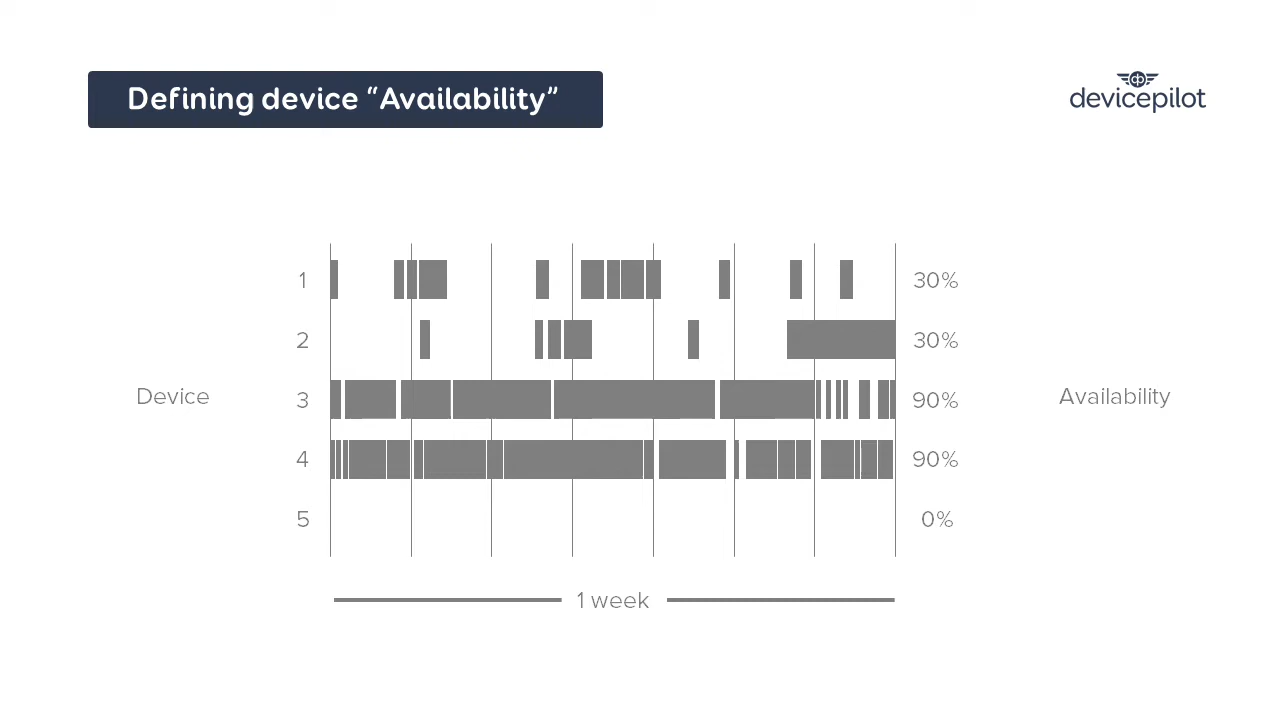 Defining device “Availability”
devicepilot
1 30%
2 30%
Device 3 90% Availability
4 90%
5 0%
1 week